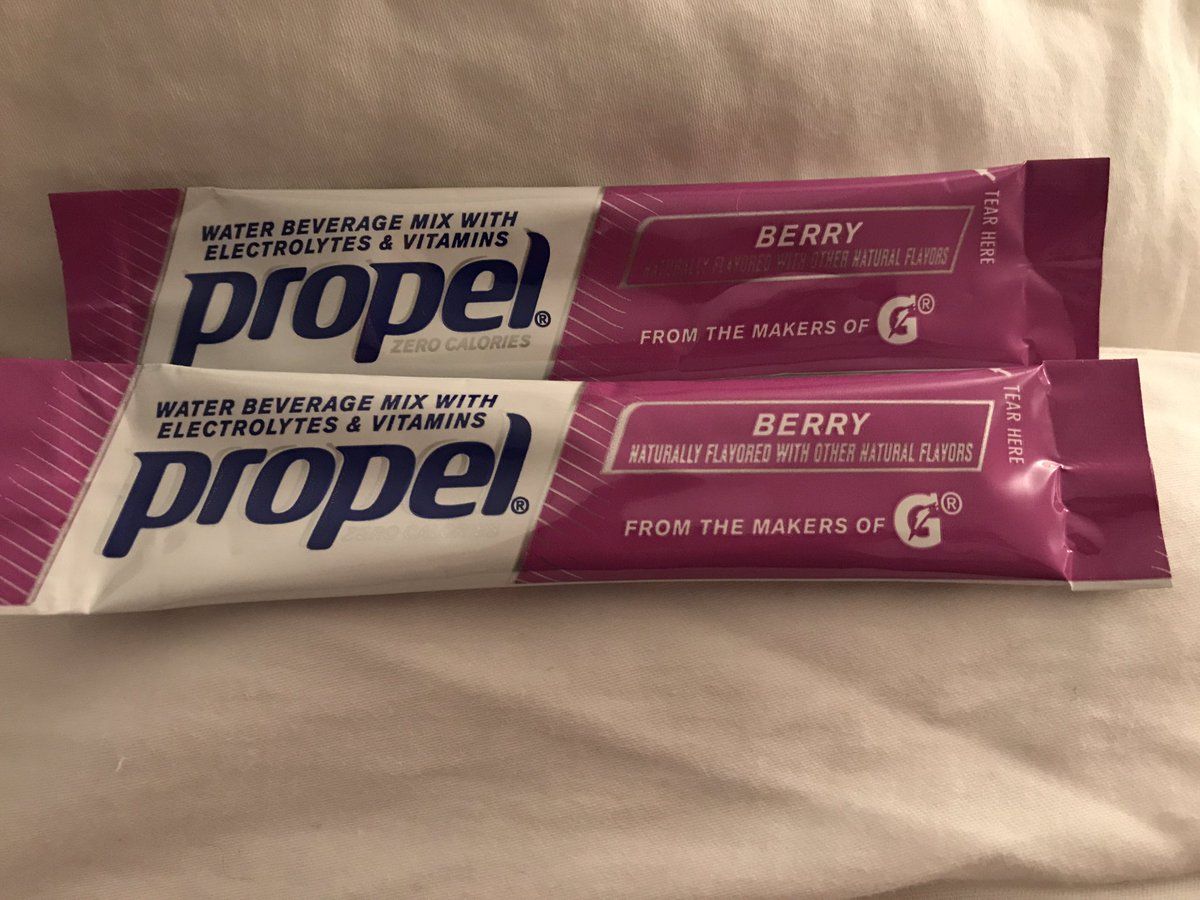 WATER BEVERAGE MIX WITH
ELECTROLYTES & VITAMINS
propel®
ZERO CALORIES
BERRY
NATURALLY FLAVORED WITH OTHER NATURAL FLAVORS
FROM THE MAKERS OF G®
TEAR HERE
WATER BEVERAGE MIX WITH
ELECTROLYTES & VITAMINS
propel®
ZERO CALORIES
BERRY
NATURALLY FLAVORED WITH OTHER NATURAL FLAVORS
FROM THE MAKERS OF G®
TEAR HERE